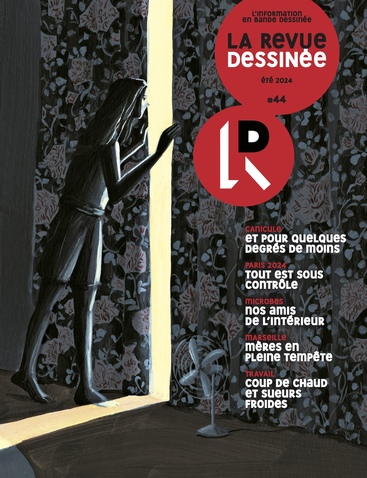 L'INFORMATION
EN BANDE DESSINÉE
LA REVUE
DESSINÉE
ÉTÉ 2024
#44
R
CANICULE
ET POUR QUELQUES
DEGRÉS DE MOINS
PARIS 2024
TOUT EST SOUS
CONTRÔLE
MICROBES
NOS AMIS
DE L'INTÉRIEUR
MARSEILLE
MÈRES EN
PLEINE TEMPÊTE
TRAVAIL
COUP DE CHAUD
ET SUEURS
FROIDES